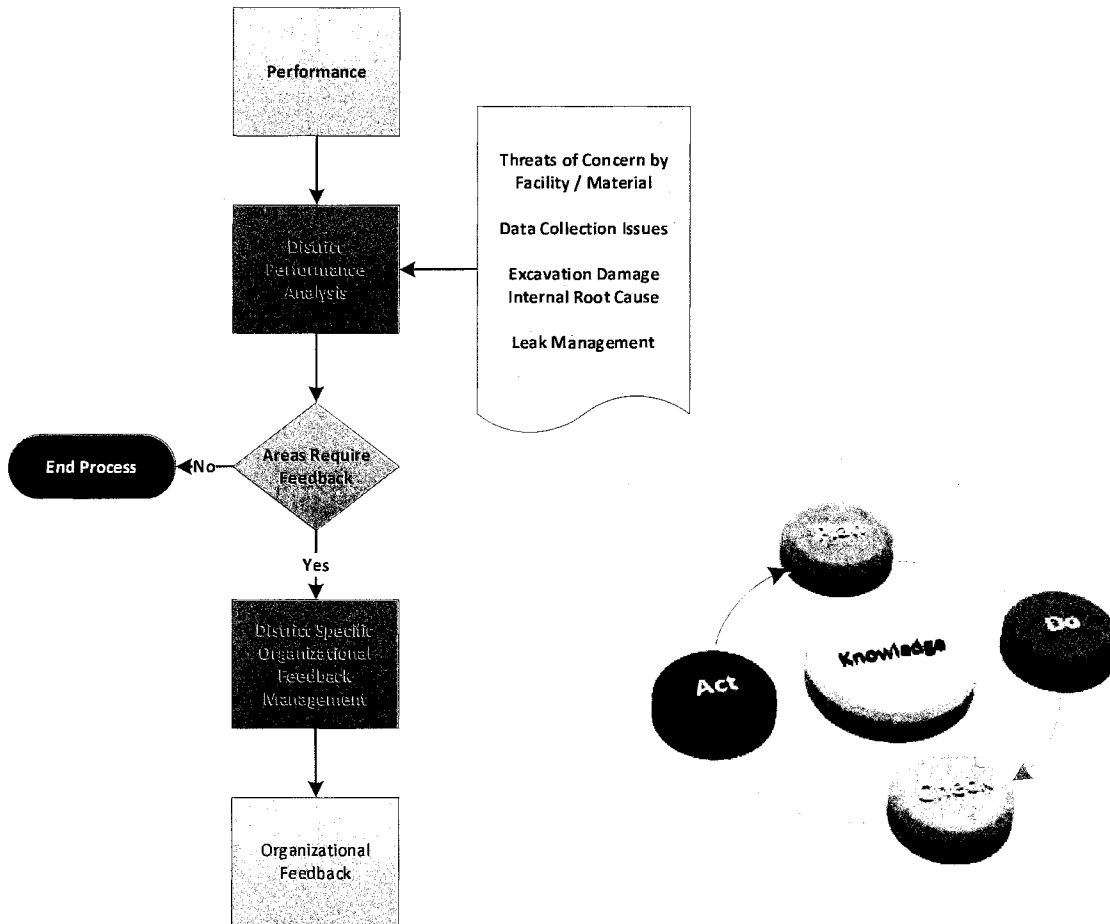 Performance
Threats of Concern by
Facility / Material
Data Collection Issues
Excavation Damage
Internal Root Cause
Leak Management
District
Performance
Analysis
Areas Require
Feedback
No
End Process
Yes
District Specific
Organizational
Feedback
Management
Organizational
Feedback
Do
Knowledge
Act
Check